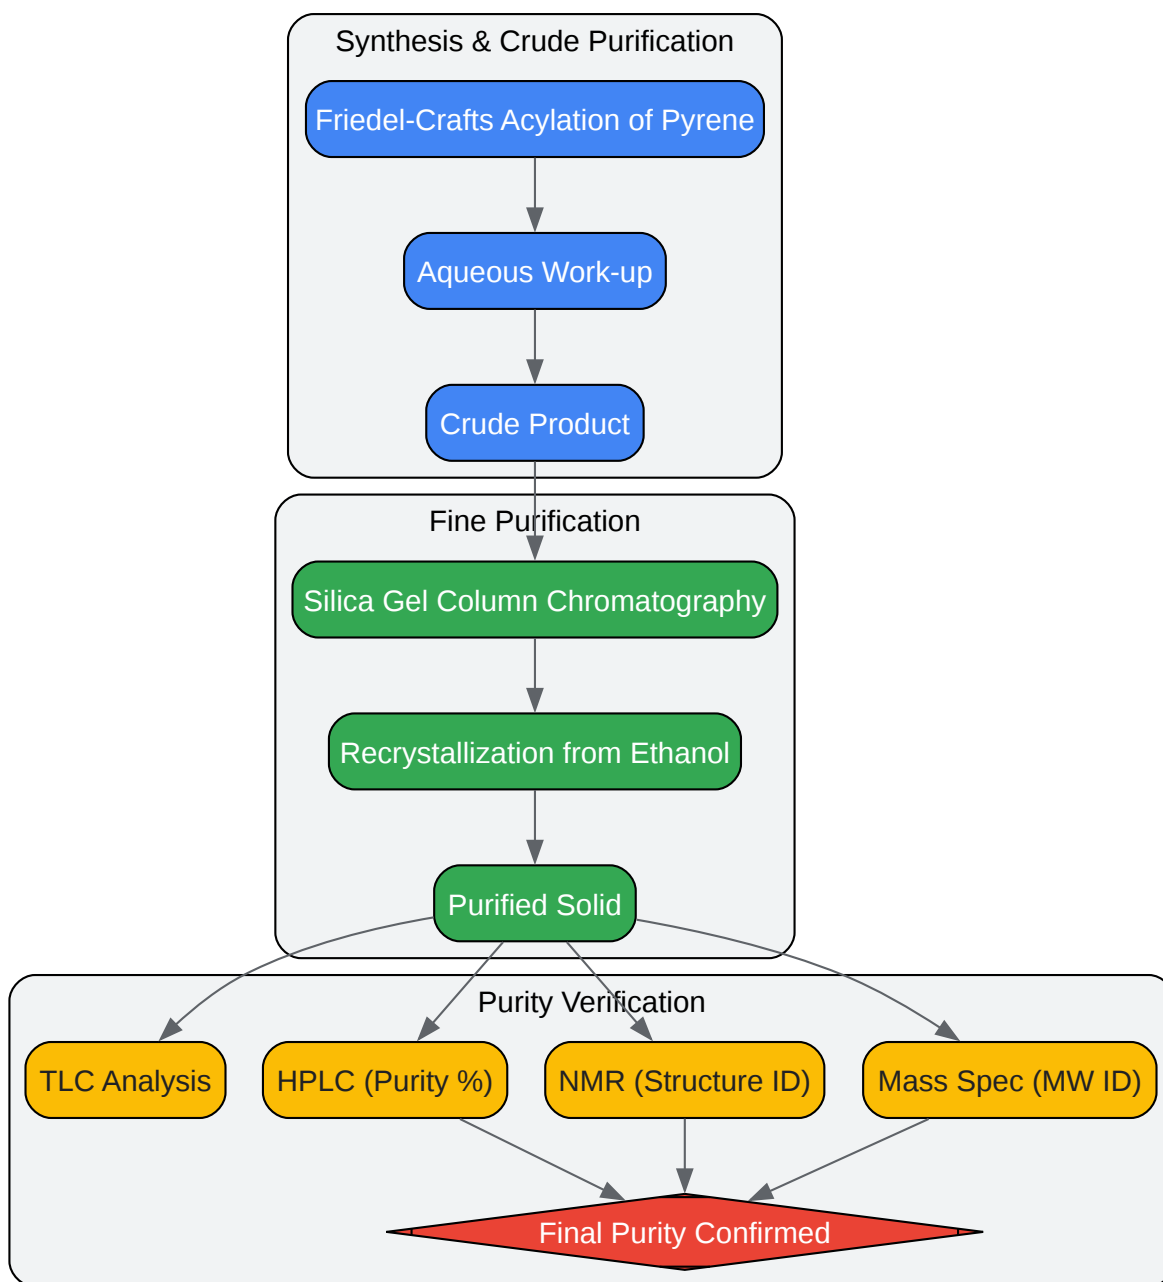 Synthesis & Crude Purification
Friedel-Crafts Acylation of Pyrene
Aqueous Work-up
Crude Product
Fine Purification
Silica Gel Column Chromatography
Recrystallization from Ethanol
Purified Solid
Purity Verification
TLC Analysis
HPLC (Purity %)
NMR (Structure ID)
Mass Spec (MW ID)
Final Purity Confirmed